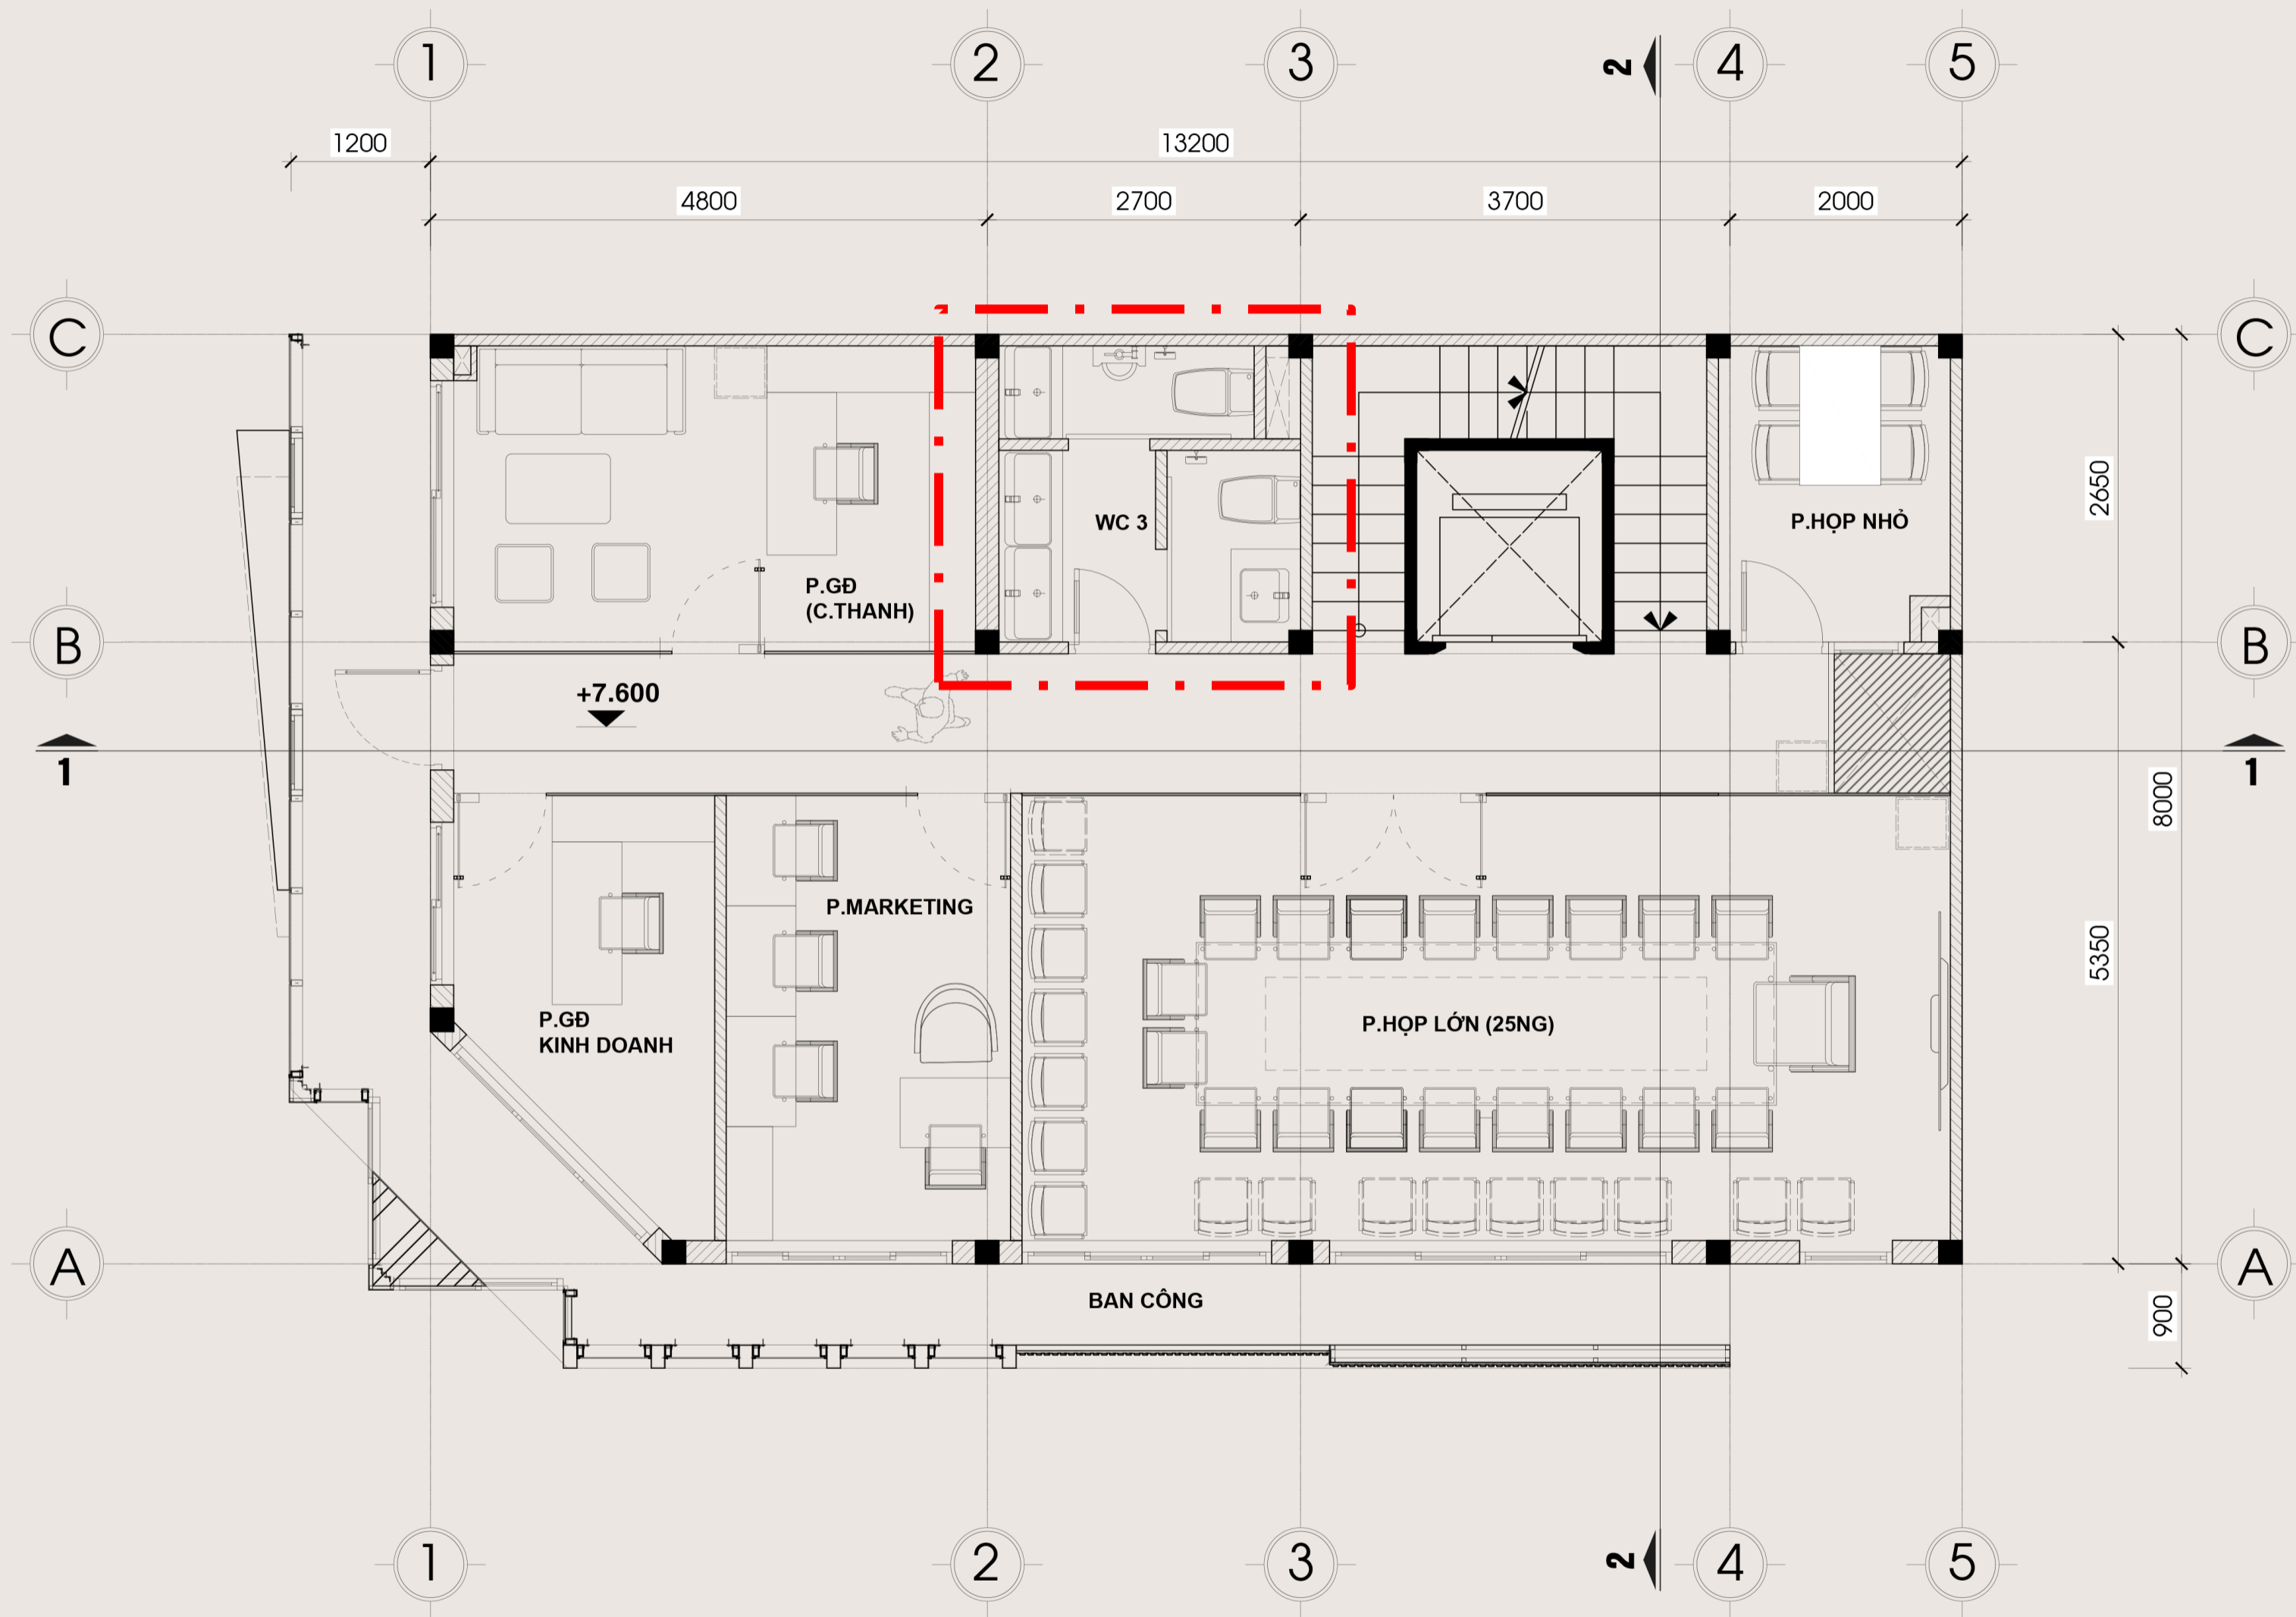 1 2 3 2 4 5
1200 13200
4800 2700 3700 2000
C C
2650
WC 3
P.HỌP NHỎ
P.GĐ
(C.THANH)
B B
+7.600
1 1
8000
P.MARKETING
5350
P.GĐ
KINH DOANH
P.HỌP LỚN (25NG)
A A
BAN CÔNG
900
1 2 3 2 4 5